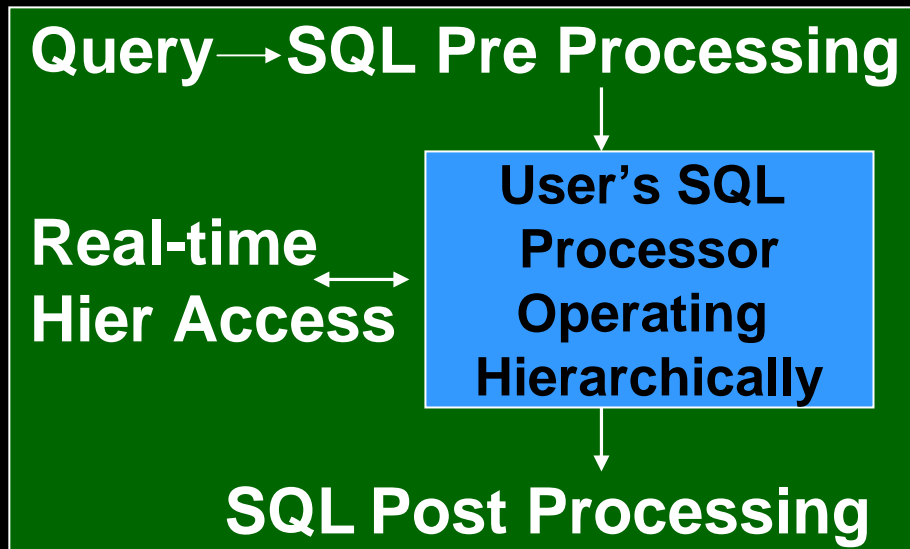 Query SQL Pre Processing
User's SQL
Processor
Operating
Hierarchically
Real-time
Hier Access
SQL Post Processing